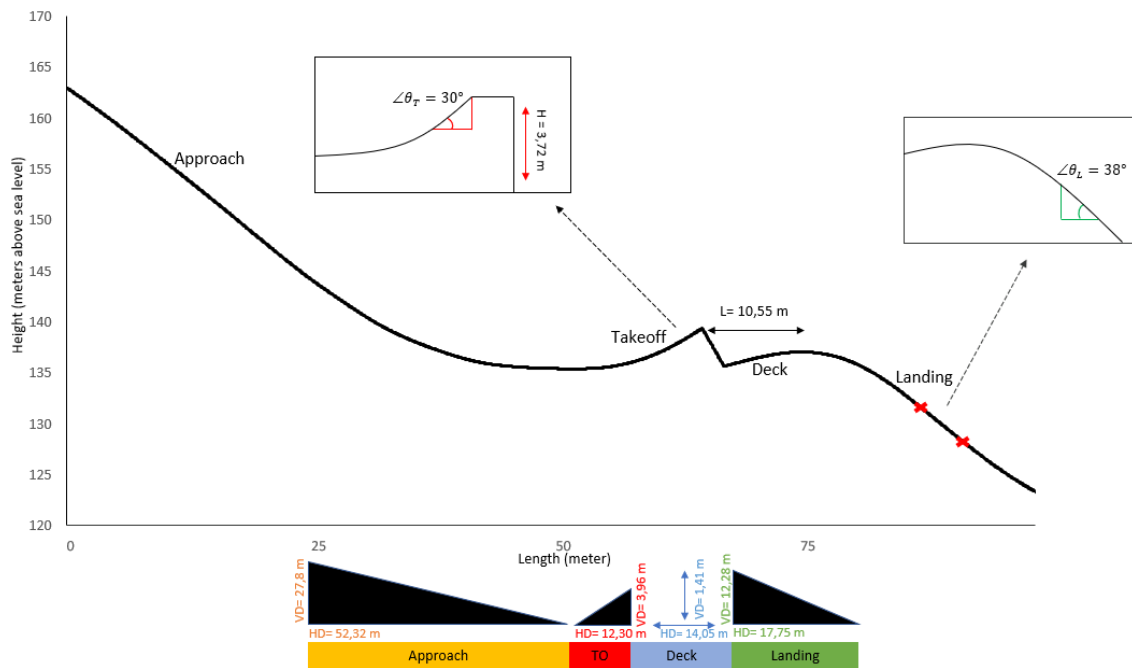 170
165
160
155
150
145
140
135
130
125
120
Height (meters above sea level)
Approach
∠θ_T = 30°
H = 3,72 m
∠θ_L = 38°
Takeoff
L= 10,55 m
Deck
Landing
0
25
50
75
Length (meter)
VD= 27,8 m
HD= 52,32 m
VD= 3,96 m
HD= 12,30 m
VD= 1,41 m
HD= 14,05 m
VD= 12,28 m
HD= 17,75 m
Approach
TO
Deck
Landing